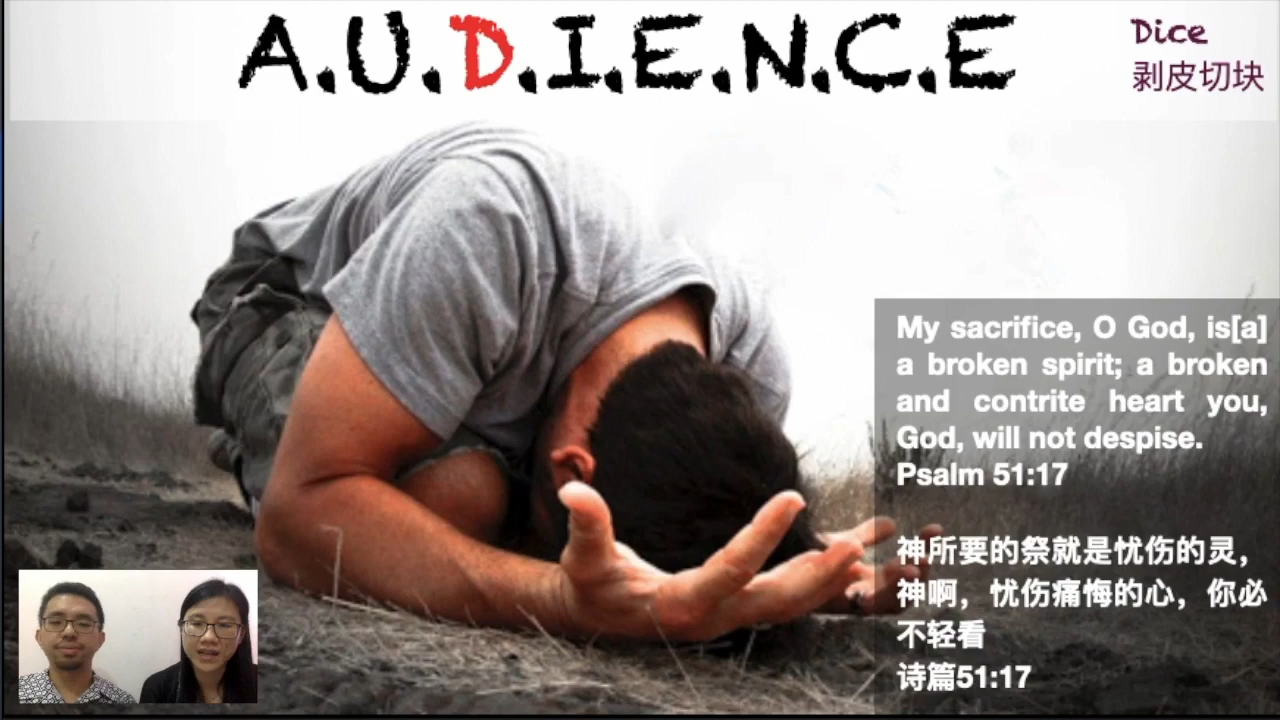 A.U.D.I.E.N.C.E
Dice
剥皮切块
My sacrifice, O God, is[a]
a broken spirit; a broken
and contrite heart you,
God, will not despise.
Psalm 51:17
神所要的祭就是忧伤的灵，
神啊，忧伤痛悔的心，你必
不轻看
诗篇51:17